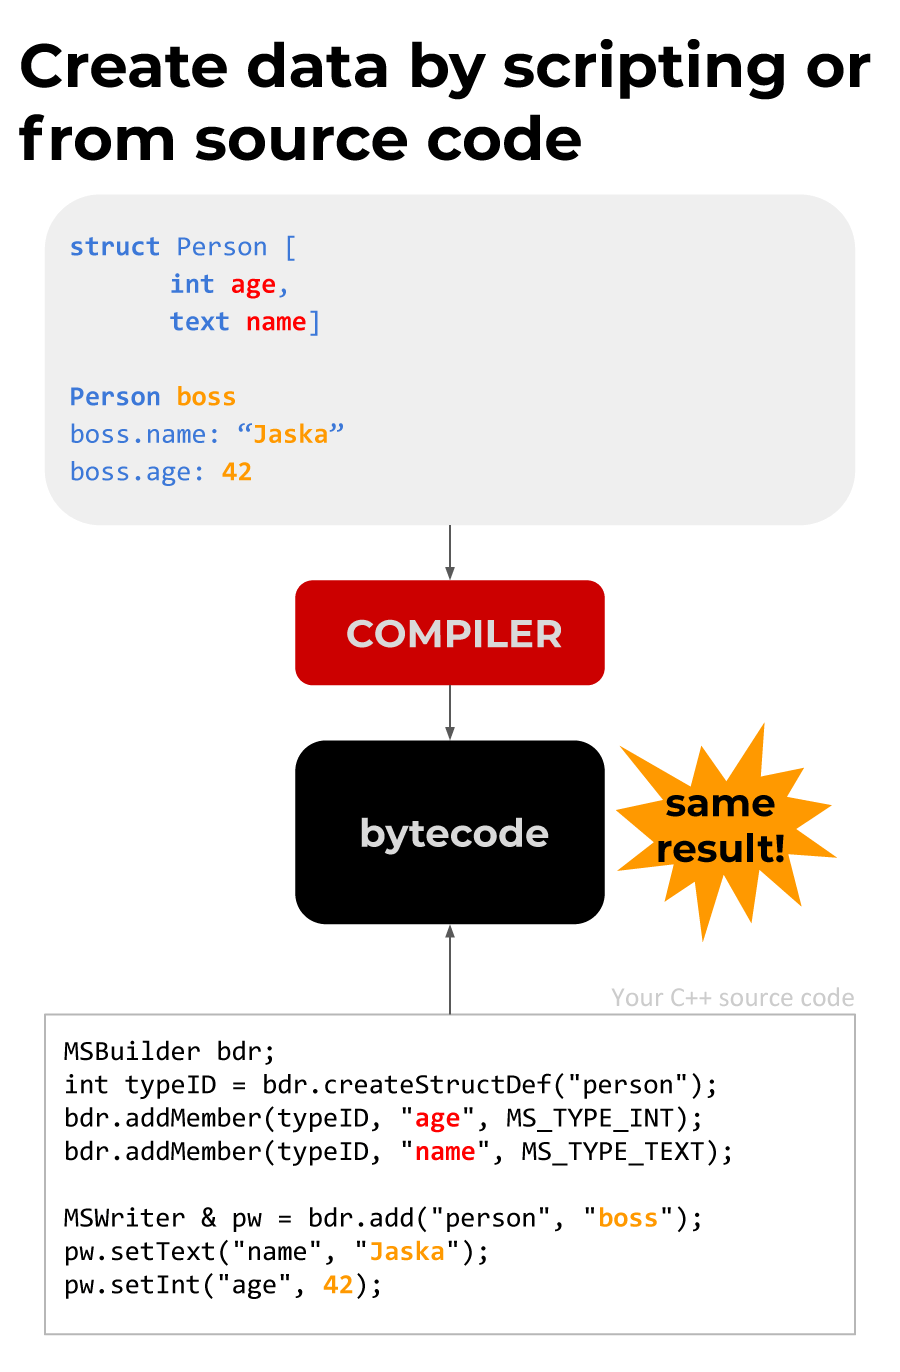 Create data by scripting or
from source code
struct Person [
int age,
text name]
Person boss
boss.name: “Jaska”
boss.age: 42
COMPILER
bytecode
same
result!
Your C++ source code
MSBuilder bdr;
int typeID = bdr.createStructDef("person");
bdr.addMember(typeID, "age", MS_TYPE_INT);
bdr.addMember(typeID, "name", MS_TYPE_TEXT);
MSWriter & pw = bdr.add("person", "boss");
pw.setText("name", "Jaska");
pw.setInt("age", 42);